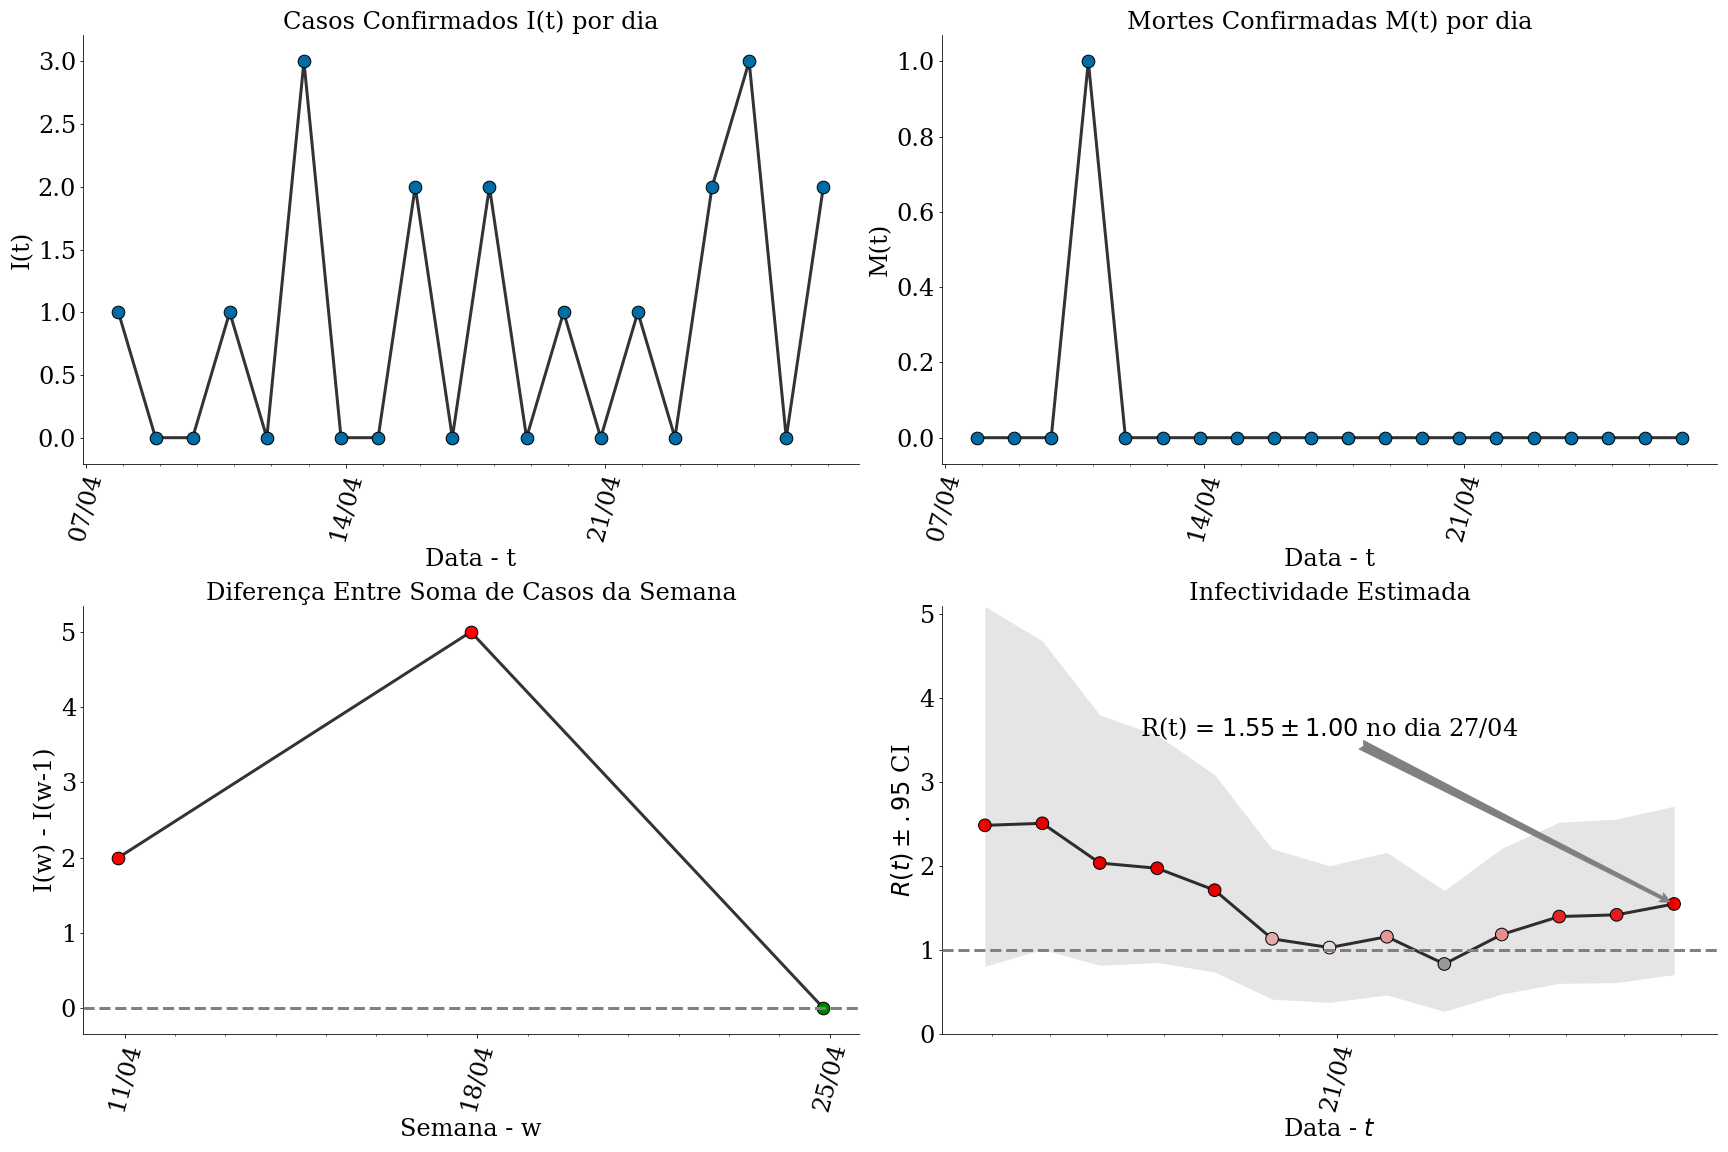 Casos Confirmados I(t) por dia
3.0
2.5
2.0
1.5
1.0
0.5
0.0
I(t)
07/04
14/04
21/04
Data - t
Mortes Confirmadas M(t) por dia
1.0
0.8
0.6
0.4
0.2
0.0
M(t)
07/04
14/04
21/04
Data - t
Diferença Entre Soma de Casos da Semana
5
4
3
2
1
0
I(w) - I(w-1)
11/04
18/04
25/04
Semana - w
Infectividade Estimada
5
4
3
2
1
0
R(t) ± .95 CI
R(t) = 1.55 ± 1.00 no dia 27/04
21/04
Data - t